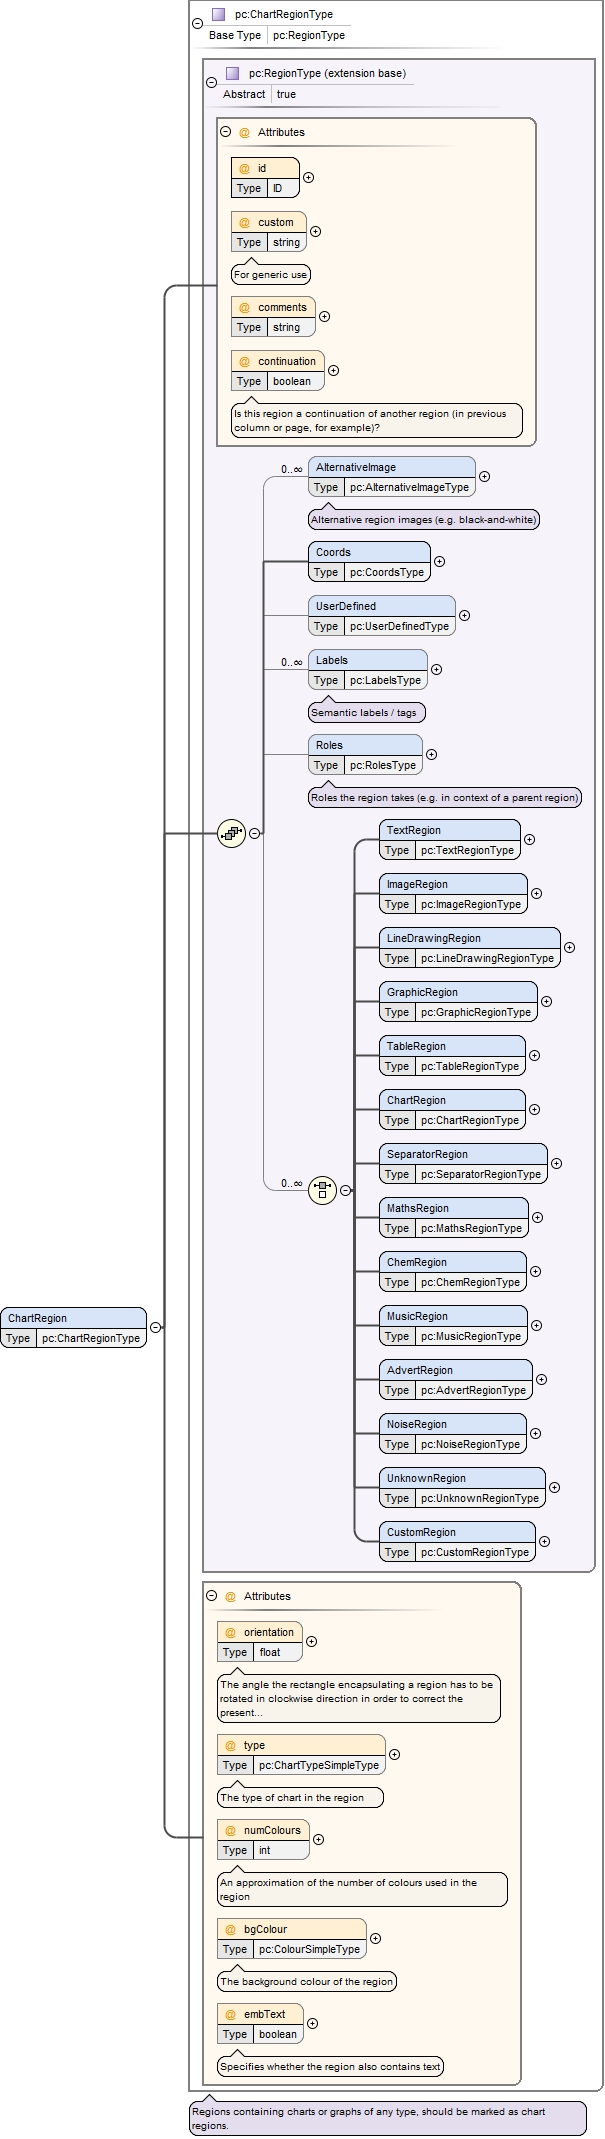 pc:ChartRegionType
Base Type pc:RegionType
pc:RegionType (extension base)
Abstract true
@ Attributes
@ id
Type ID
@ custom
Type string
For generic use
@ comments
Type string
@ continuation
Type boolean
Is this region a continuation of another region (in previous
column or page, for example)?
0..∞
AlternativeImage
Type pc:AlternativeImageType
Alternative region images (e.g. black-and-white)
Coords
Type pc:CoordsType
UserDefined
Type pc:UserDefinedType
0..∞
Labels
Type pc:LabelsType
Semantic labels / tags
Roles
Type pc:RolesType
Roles the region takes (e.g. in context of a parent region)
TextRegion
Type pc:TextRegionType
ImageRegion
Type pc:ImageRegionType
LineDrawingRegion
Type pc:LineDrawingRegionType
GraphicRegion
Type pc:GraphicRegionType
TableRegion
Type pc:TableRegionType
ChartRegion
Type pc:ChartRegionType
SeparatorRegion
Type pc:SeparatorRegionType
0..∞
MathsRegion
Type pc:MathsRegionType
ChemRegion
Type pc:ChemRegionType
MusicRegion
Type pc:MusicRegionType
ChartRegion
Type pc:ChartRegionType
AdvertRegion
Type pc:AdvertRegionType
NoiseRegion
Type pc:NoiseRegionType
UnknownRegion
Type pc:UnknownRegionType
CustomRegion
Type pc:CustomRegionType
@ Attributes
@ orientation
Type float
The angle the rectangle encapsulating a region has to be
rotated in clockwise direction in order to correct the
present...
@ type
Type pc:ChartTypeSimpleType
The type of chart in the region
@ numColours
Type int
An approximation of the number of colours used in the
region
@ bgColour
Type pc:ColourSimpleType
The background colour of the region
@ embText
Type boolean
Specifies whether the region also contains text
Regions containing charts or graphs of any type, should be marked as chart
regions.